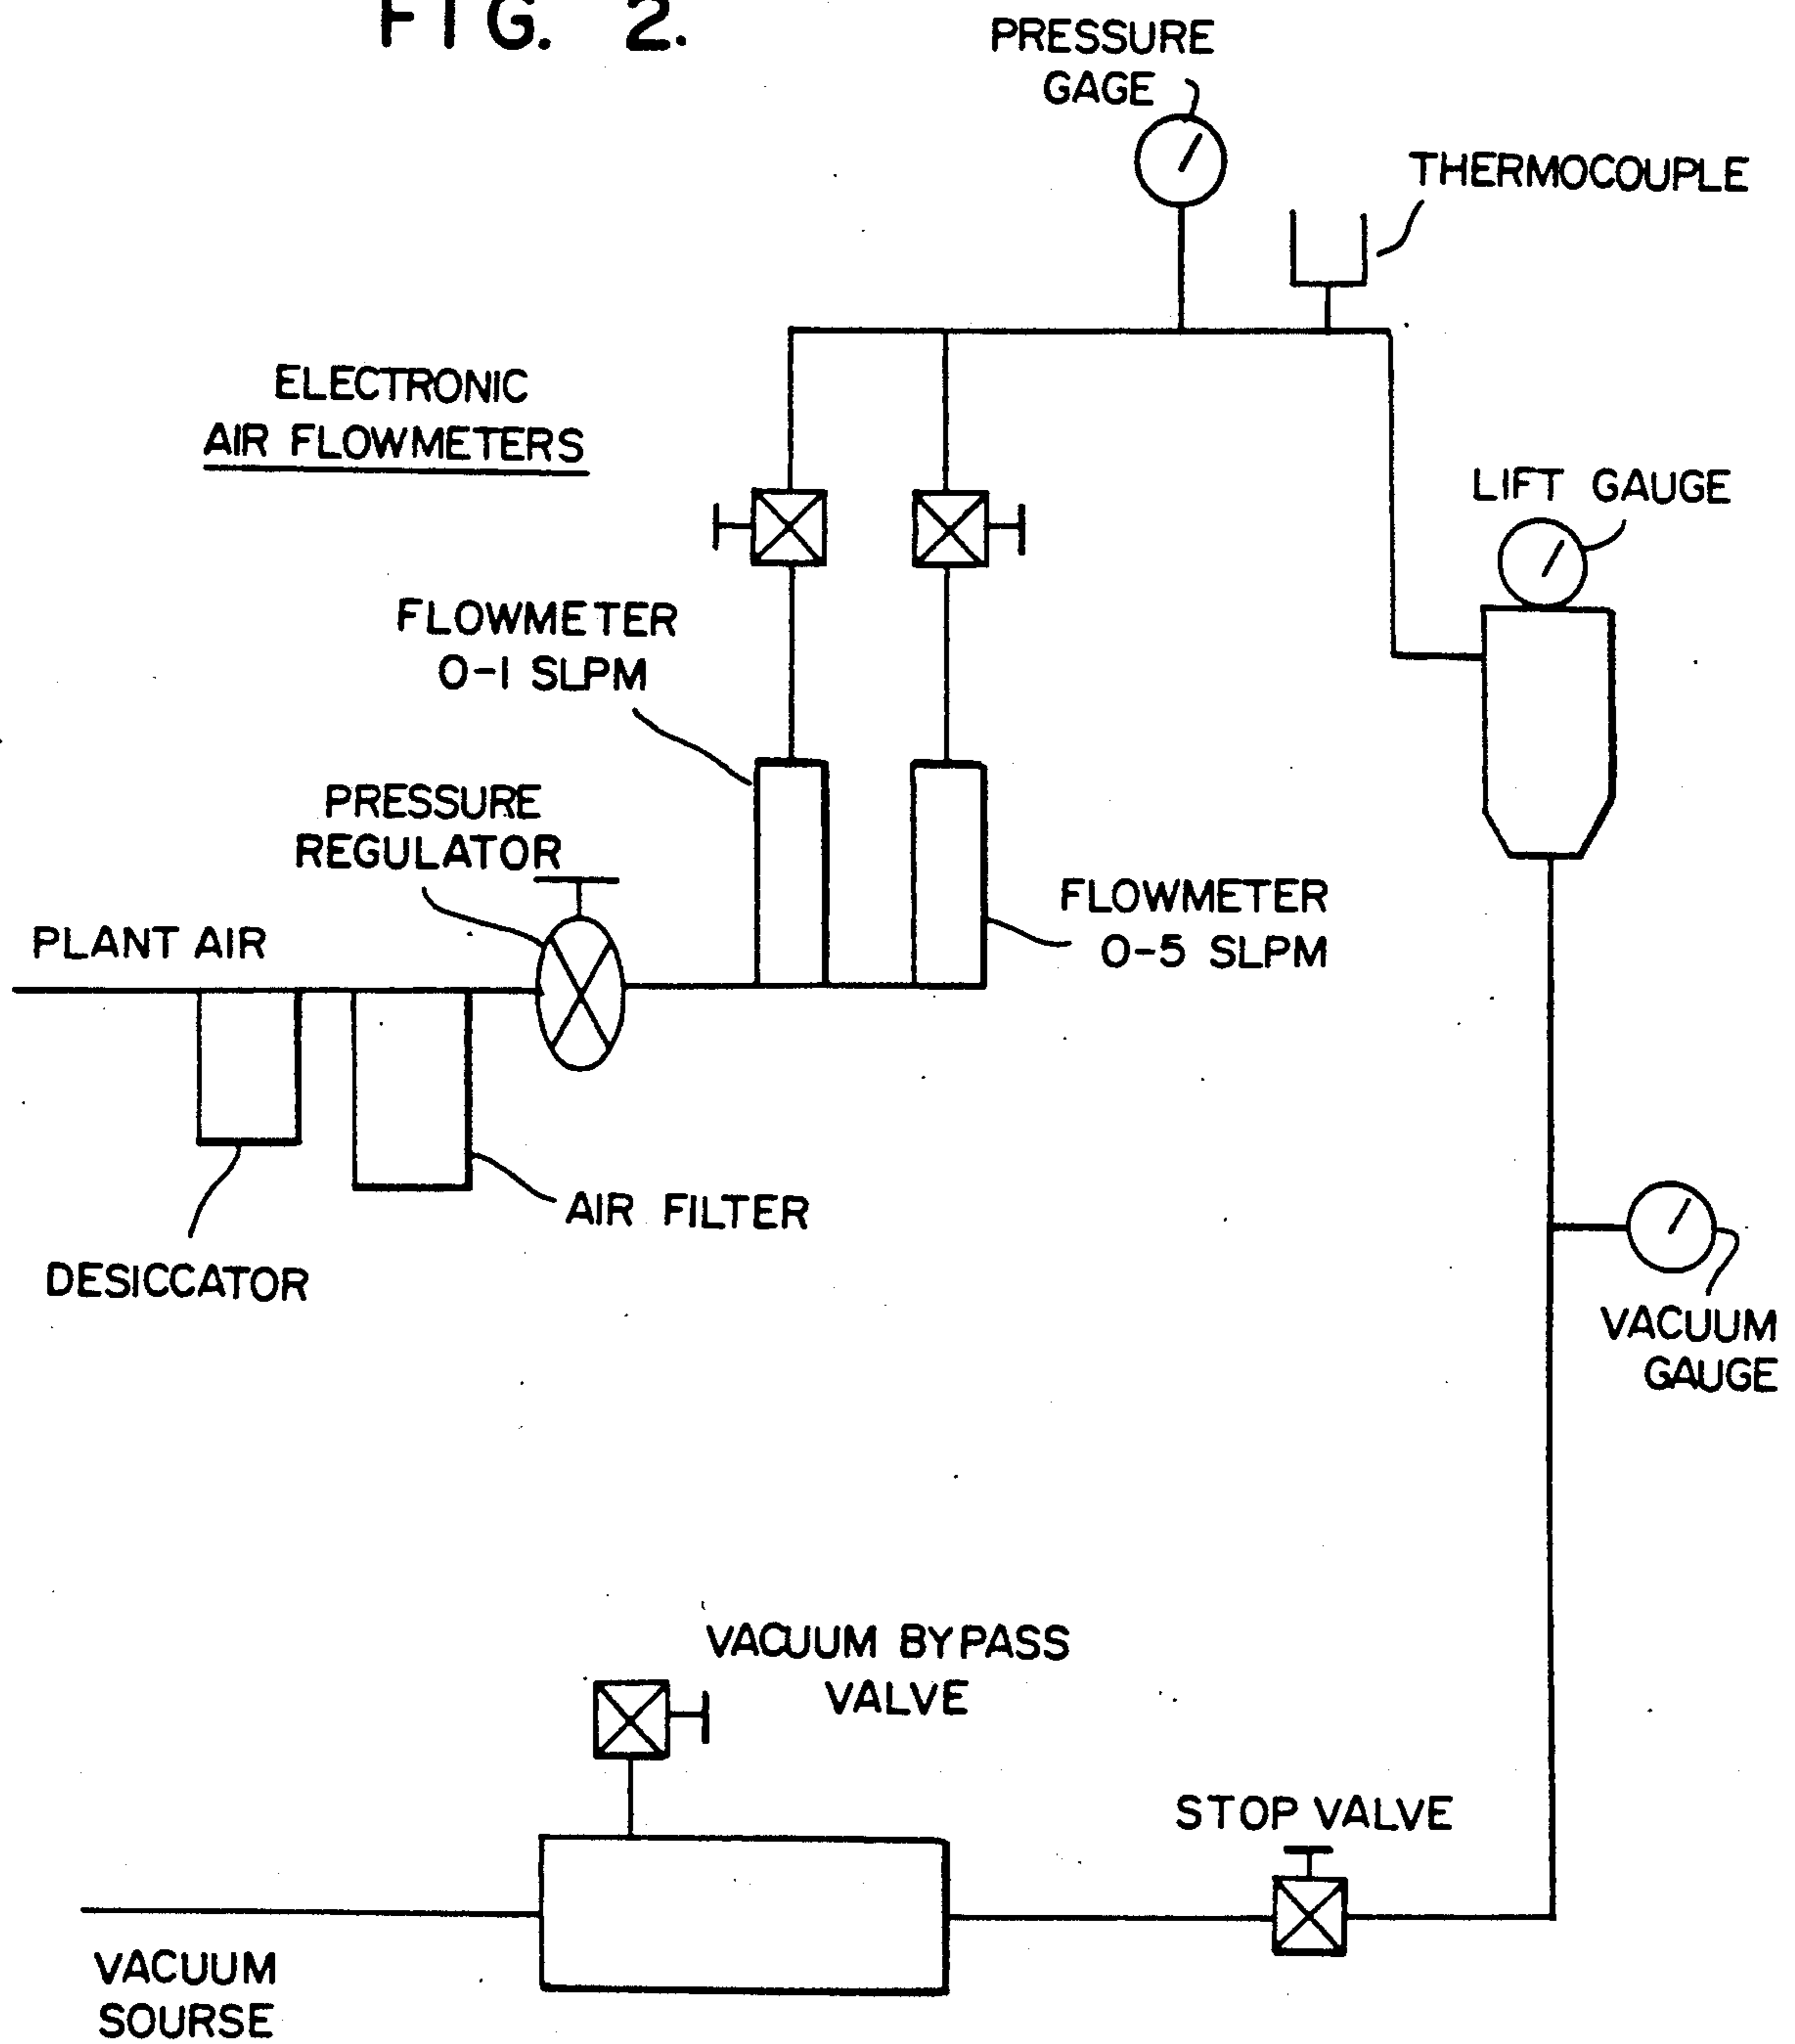 FIG. 2.
PRESSURE
GAGE
THERMOCOUPLE
ELECTRONIC
AIR FLOWMETERS
LIFT GAUGE
FLOWMETER
0-1 SLPM
PRESSURE
REGULATOR
FLOWMETER
0-5 SLPM
PLANT AIR
AIR FILTER
DESICCATOR
VACUUM
GAUGE
VACUUM BYPASS
VALVE
STOP VALVE
VACUUM
SOURSE